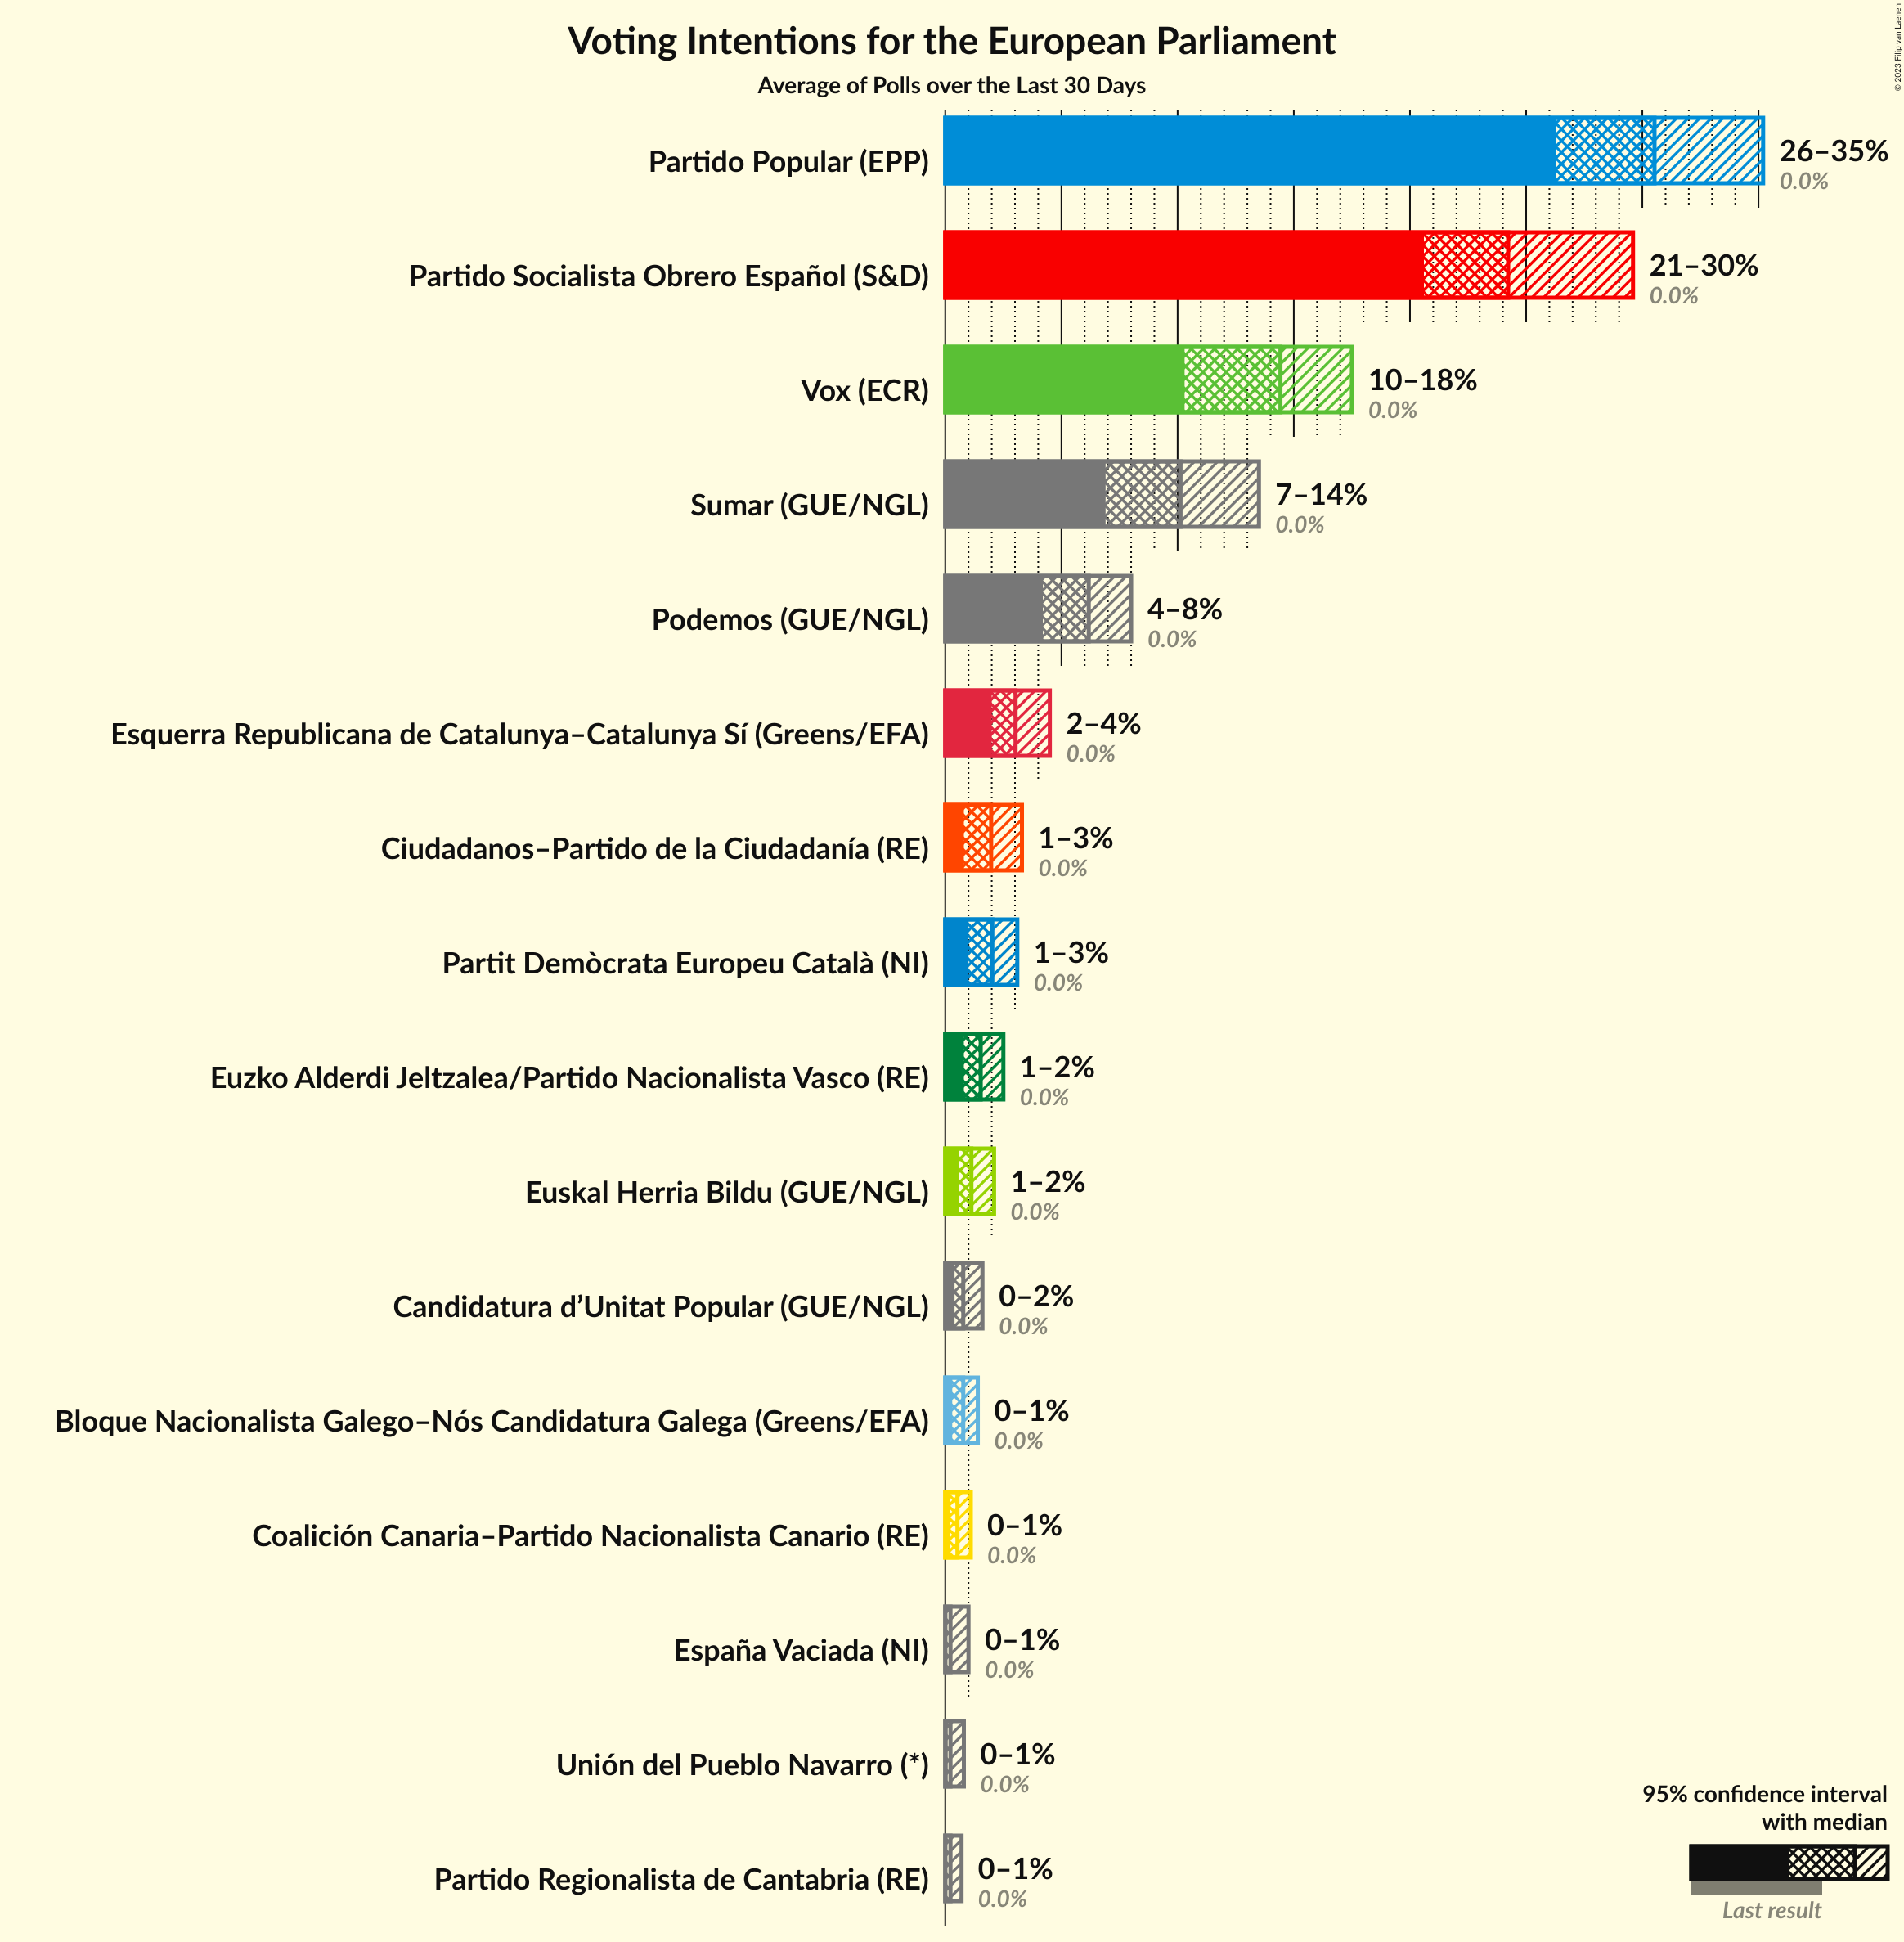 Voting Intentions for the European Parliament
Average of Polls over the Last 30 Days
© 2023 Filip van Laenen
Partido Popular (EPP)
26–35%
0.0%
Partido Socialista Obrero Español (S&D)
21–30%
0.0%
Vox (ECR)
10–18%
0.0%
Sumar (GUE/NGL)
7–14%
0.0%
Podemos (GUE/NGL)
4–8%
0.0%
Esquerra Republicana de Catalunya–Catalunya Sí (Greens/EFA)
2–4%
0.0%
Ciudadanos–Partido de la Ciudadanía (RE)
1–3%
0.0%
Partit Demòcrata Europeu Català (NI)
1–3%
0.0%
Euzko Alderdi Jeltzalea/Partido Nacionalista Vasco (RE)
1–2%
0.0%
Euskal Herria Bildu (GUE/NGL)
1–2%
0.0%
Candidatura d’Unitat Popular (GUE/NGL)
0–2%
0.0%
Bloque Nacionalista Galego–Nós Candidatura Galega (Greens/EFA)
0–1%
0.0%
Coalición Canaria–Partido Nacionalista Canario (RE)
0–1%
0.0%
España Vaciada (NI)
0–1%
0.0%
Unión del Pueblo Navarro (*)
0–1%
0.0%
Partido Regionalista de Cantabria (RE)
0–1%
0.0%
95% confidence interval
with median
Last result